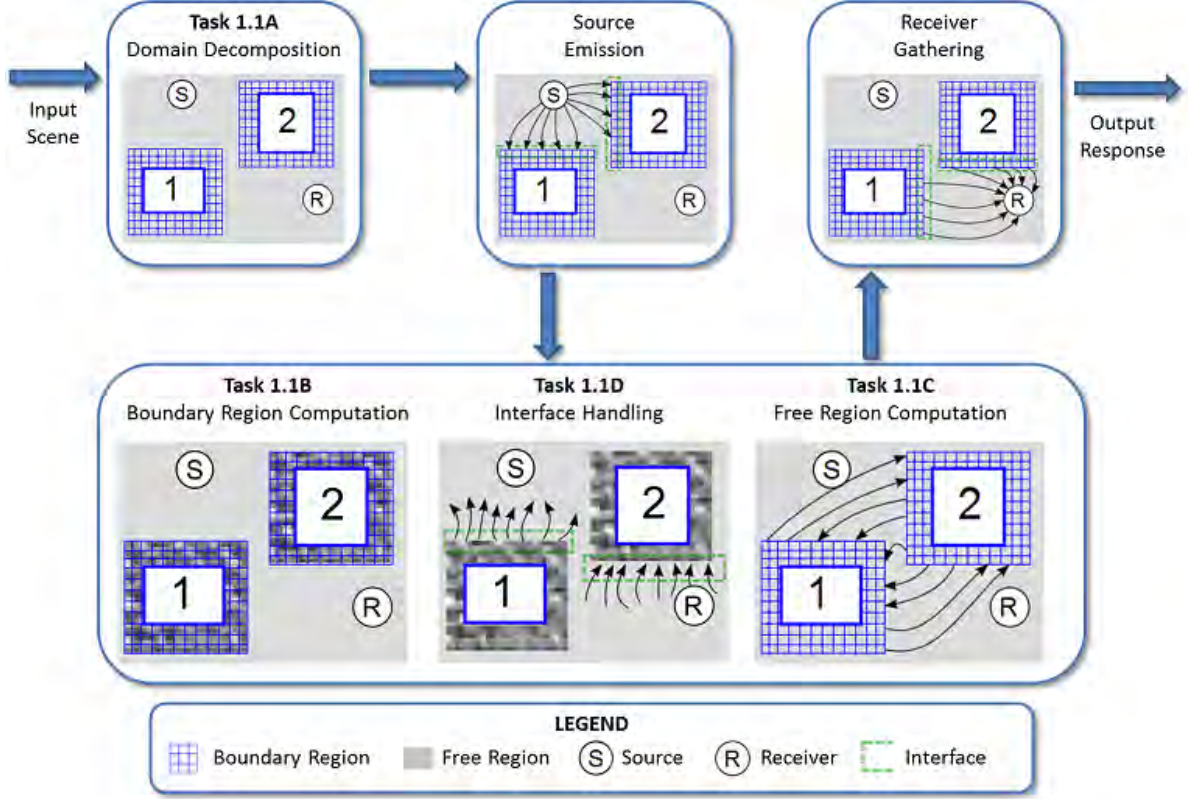 Input
Scene
Task 1.1A
Domain Decomposition
S
2
1
R
Source
Emission
S
2
1
R
Receiver
Gathering
S
2
1
R
Output
Response
Task 1.1B
Boundary Region Computation
S
2
1
R
Task 1.1D
Interface Handling
S
2
1
R
Task 1.1C
Free Region Computation
S
2
1
R
LEGEND
Boundary Region
Free Region
S Source
R Receiver
Interface